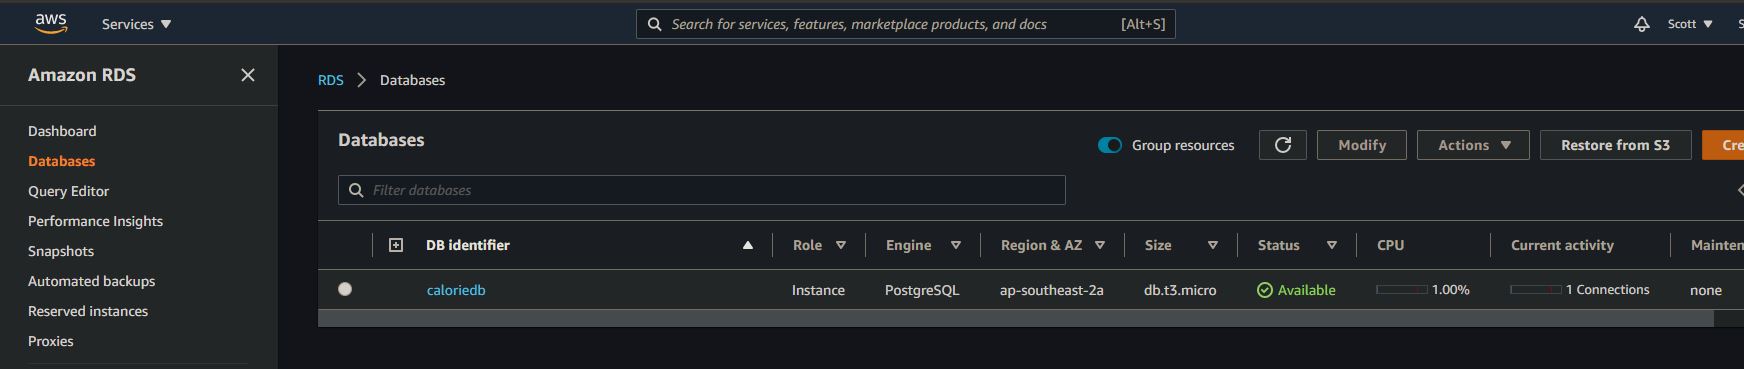 aws Services Search for services, features, marketplace products, and docs [Alt+S] Scott S
Amazon RDS
Dashboard
Databases
Query Editor
Performance Insights
Snapshots
Automated backups
Reserved instances
Proxies
RDS Databases
Databases Group resources Modify Actions Restore from S3 Cre
Filter databases
DB identifier Role Engine Region & AZ Size Status CPU Current activity Mainten
caloriedb Instance PostgreSQL ap-southeast-2a db.t3.micro Available 1.00% 1 Connections none